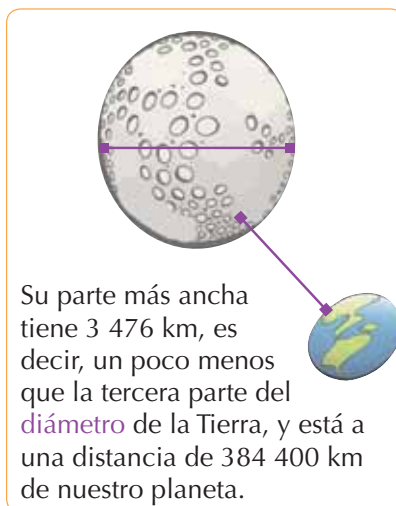 Su parte más ancha
tiene 3 476 km, es
decir, un poco menos
que la tercera parte del
diámetro de la Tierra, y está a
una distancia de 384 400 km
de nuestro planeta.